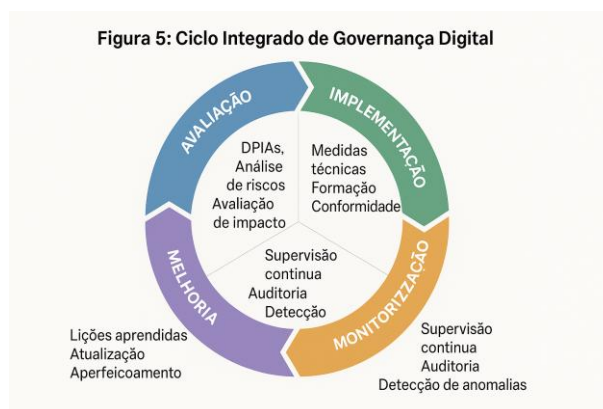 Figura 5: Ciclo Integrado de Governança Digital
AVALIAÇÃO
IMPLEMENTAÇÃO
DPIAs,
Análise
de riscos
Avaliação
de impacto
Medidas
técnicas
Formação
Conformidade
Supervisão
continua
Auditoria
Detecção
MELHORIA
MONITORIZZAÇÃO
Lições aprendidas
Atualização
Aperfeicoamento
Supervisão
continua
Auditoria
Detecção de anomalias